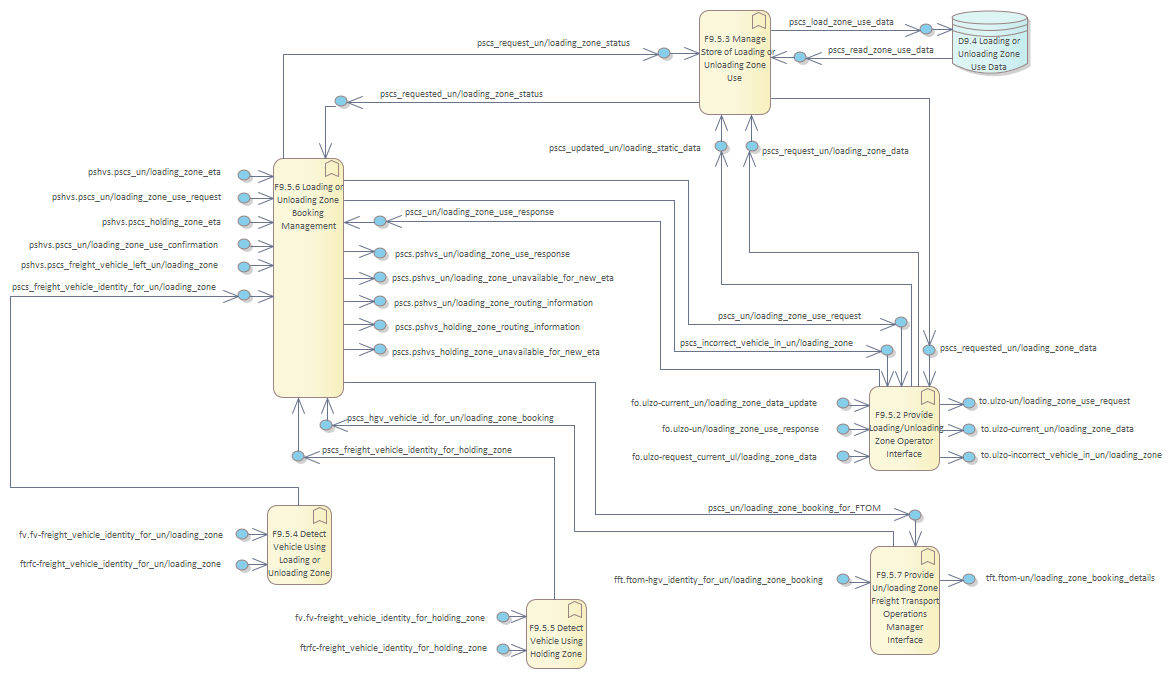 pscs_load_zone_use_data
F9.5.3 Manage
Store of Loading or
Unloading Zone
Use
D9.4 Loading or
Unloading Zone
Use Data
pscs_request_un/loading_zone_status
pscs_read_zone_use_data
pscs_requested_un/loading_zone_status
pscs_updated_un/loading_static_data
pscs_request_un/loading_zone_data
pshvs.pscs_un/loading_zone_eta
pshvs.pscs_un/loading_zone_use_request
pshvs.pscs_holding_zone_eta
pshvs.pscs_un/loading_zone_use_confirmation
pshvs.pscs_freight_vehicle_left_un/loading_zone
pscs_freight_vehicle_identity_for_un/loading_zone
F9.5.6 Loading or
Unloading Zone
Booking
Management
pscs_un/loading_zone_use_response
pscs.pshvs_un/loading_zone_use_response
pscs.pshvs_un/loading_zone_unavailable_for_new_eta
pscs.pshvs_un/loading_zone_routing_information
pscs.pshvs_holding_zone_routing_information
pscs.pshvs_holding_zone_unavailable_for_new_eta
pscs_un/loading_zone_use_request
pscs_incorrect_vehicle_in_un/loading_zone
pscs_requested_un/loading_zone_data
fo.ulzo-current_un/loading_zone_data_update
fo.ulzo-un/loading_zone_use_response
fo.ulzo-request_current_ul/loading_zone_data
F9.5.2 Provide
Loading/Unloading
Zone Operator
Interface
to.ulzo-un/loading_zone_use_request
to.ulzo-current_un/loading_zone_data
to.ulzo-incorrect_vehicle_in_un/loading_zone
pscs_hgv_vehicle_id_for_un/loading_zone_booking
pscs_freight_vehicle_identity_for_holding_zone
pscs_un/loading_zone_booking_for_FTOM
fv.fv-freight_vehicle_identity_for_un/loading_zone
ftrfc-freight_vehicle_identity_for_un/loading_zone
F9.5.4 Detect
Vehicle Using
Loading or
Unloading Zone
fft.ftom-hgv_identity_for_un/loading_zone_booking
F9.5.7 Provide
Un/loading Zone
Freight Transport
Operations
Manager
Interface
tft.ftom-un/loading_zone_booking_details
fv.fv-freight_vehicle_identity_for_holding_zone
ftrfc-freight_vehicle_identity_for_holding_zone
F9.5.5 Detect
Vehicle Using
Holding Zone